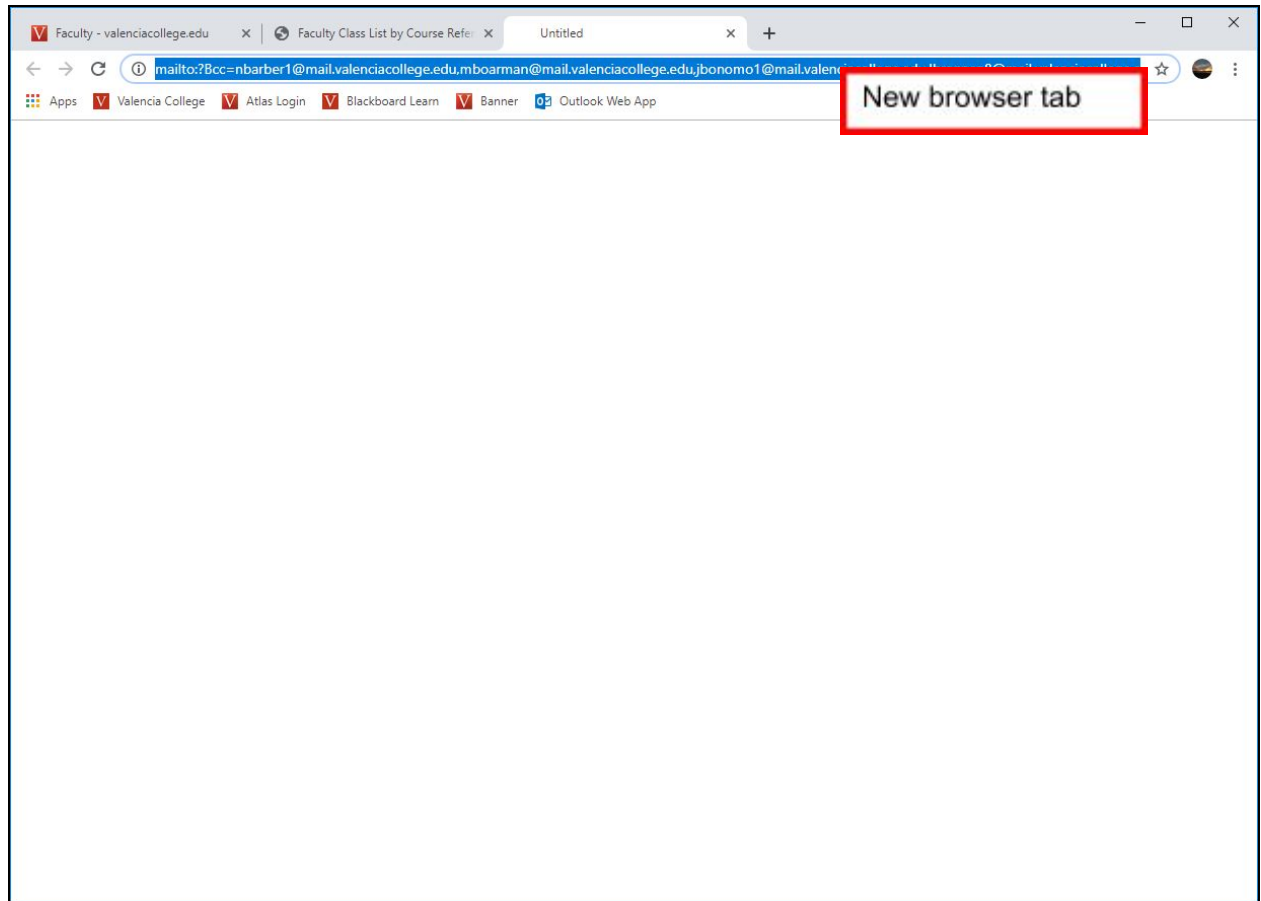 Faculty - valenciacollege.edu
Faculty Class List by Course Refer
Untitled
mailto:?Bcc=nbarber1@mail.valenciacollege.edu,mboarman@mail.valenciacollege.edu,jbonomo1@mail.valen
New browser tab
Apps Valencia College Atlas Login Blackboard Learn Banner Outlook Web App